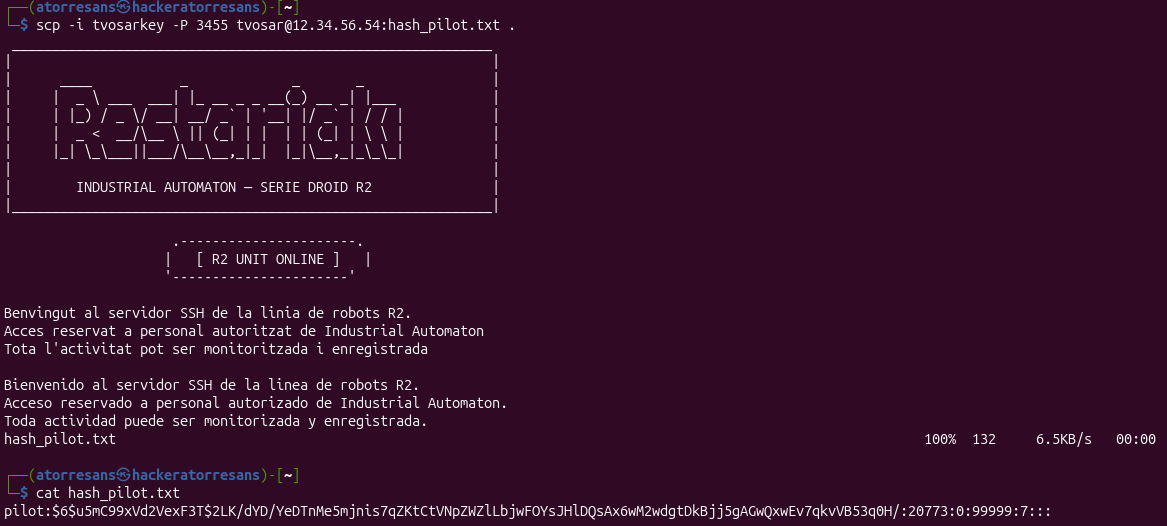 ┌──(atorresans㉿hackeratorresans)-[~]
└─$ scp -i tvosarkey -P 3455 tvosar@12.34.56.54:hash_pilot.txt .
Restariak
INDUSTRIAL AUTOMATON — SERIE DROID R2
[ R2 UNIT ONLINE ]
Benvingut al servidor SSH de la linia de robots R2.
Acces reservat a personal autoritzat de Industrial Automaton
Tota l'activitat pot ser monitoritzada i enregistrada
Bienvenido al servidor SSH de la linea de robots R2.
Acceso reservado a personal autorizado de Industrial Automaton.
Toda actividad puede ser monitorizada y enregistrada.
hash_pilot.txt 100% 132 6.5KB/s 00:00
┌──(atorresans㉿hackeratorresans)-[~]
└─$ cat hash_pilot.txt
pilot:$6$u5mC99xVd2VexF3T$2LK/dYD/YeDTnMe5mjnis7qZKtCtVNpZWZlLbjwFOYsJHlDQsAx6wM2wdgtDkBjj5gAGwQxwEv7qkvVB53q0H/:20773:0:99999:7:::